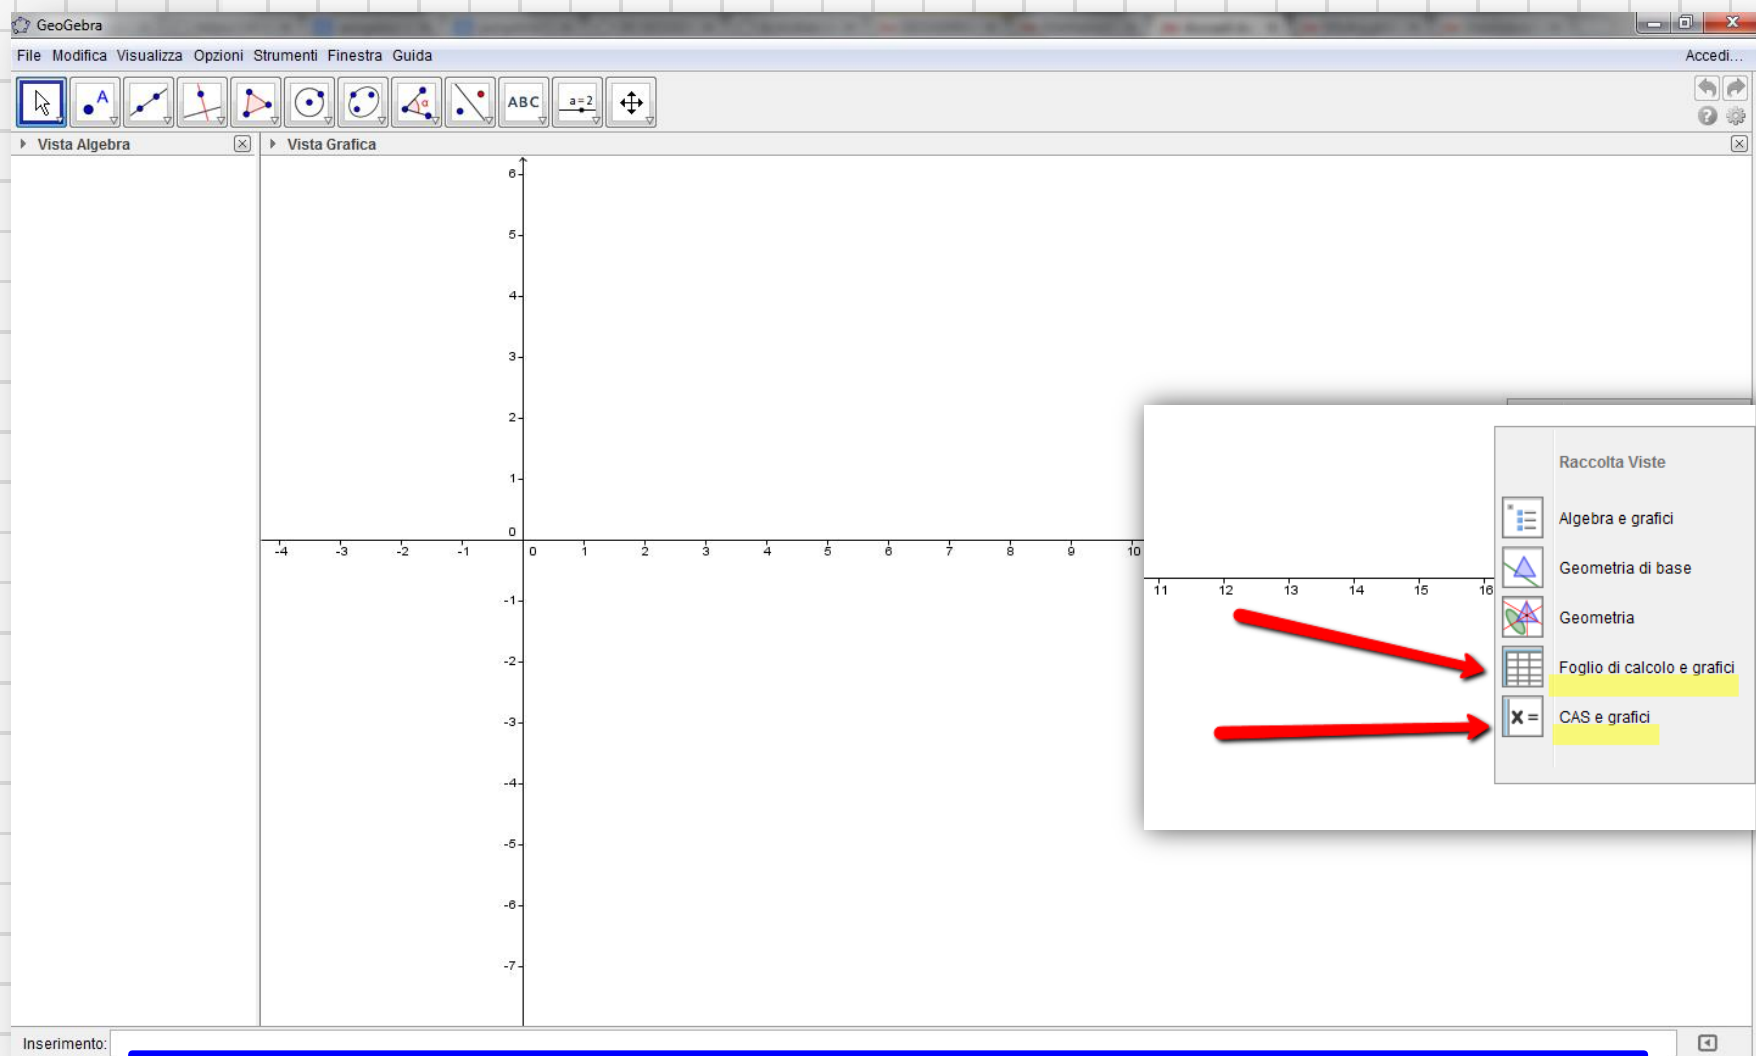 GeoGebra
File Modifica Visualizza Opzioni Strumenti Finestra Guida
Accedi...
A
α
ABC
a=2
Vista Algebra
Vista Grafica
6
5
4
3
2
1
0
-4 -3 -2 -1 0 1 2 3 4 5 6 7 8 9 10
-1
-2
-3
-4
-5
-6
-7
11 12 13 14 15 16
Raccolta Viste
Algebra e grafici
Geometria di base
Geometria
Foglio di calcolo e grafici
X =
CAS e grafici
Inserimento: